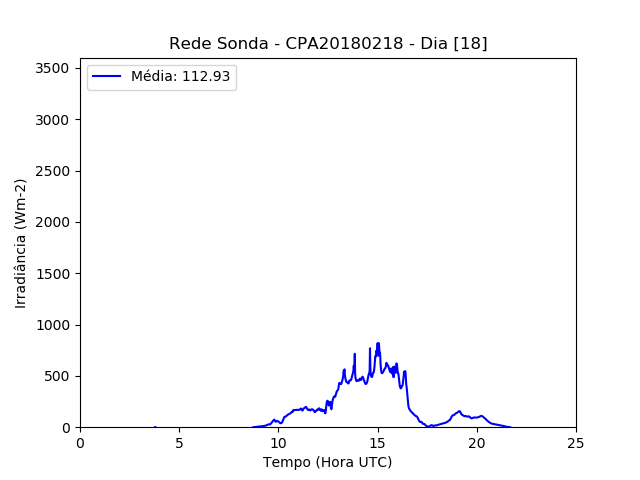 Rede Sonda - CPA20180218 - Dia [18]
Média: 112.93
3500
3000
2500
2000
1500
1000
500
0
Irradiância (Wm-2)
0 5 10 15 20 25
Tempo (Hora UTC)